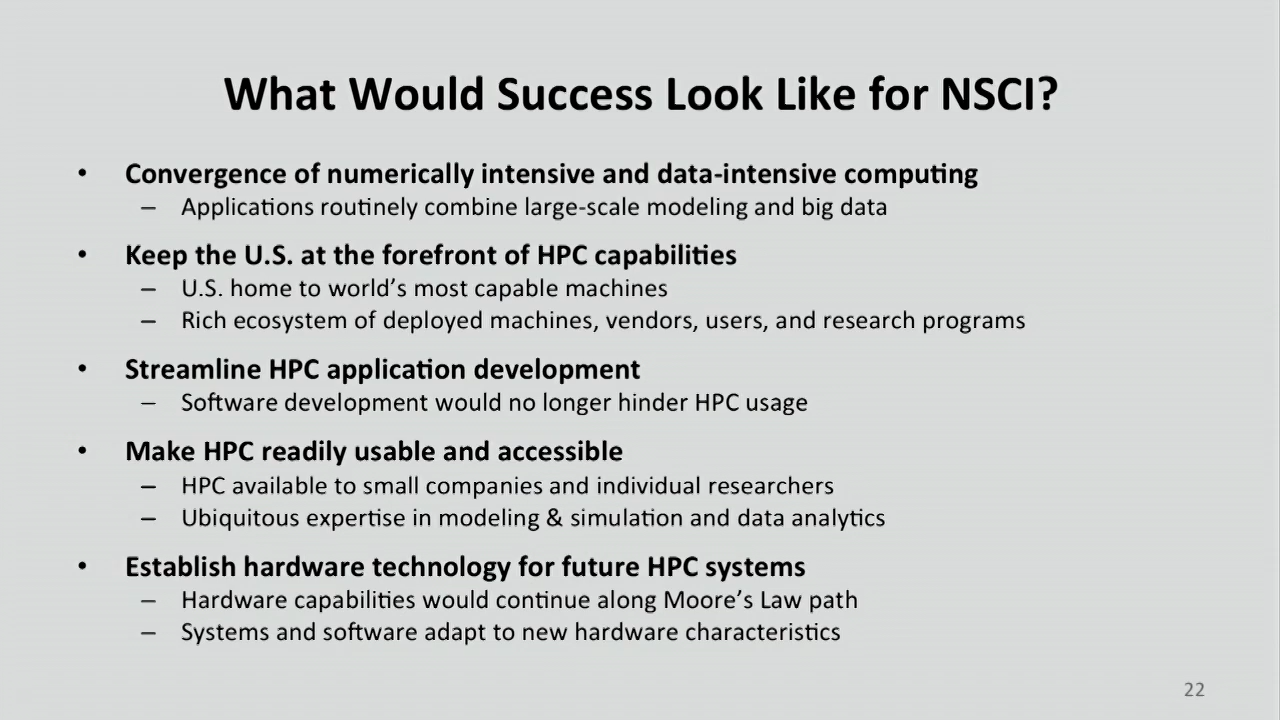 What Would Success Look Like for NSCI?
• Convergence of numerically intensive and data-intensive computing
– Applications routinely combine large-scale modeling and big data
• Keep the U.S. at the forefront of HPC capabilities
– U.S. home to world’s most capable machines
– Rich ecosystem of deployed machines, vendors, users, and research programs
• Streamline HPC application development
– Software development would no longer hinder HPC usage
• Make HPC readily usable and accessible
– HPC available to small companies and individual researchers
– Ubiquitous expertise in modeling & simulation and data analytics
• Establish hardware technology for future HPC systems
– Hardware capabilities would continue along Moore’s Law path
– Systems and software adapt to new hardware characteristics
22